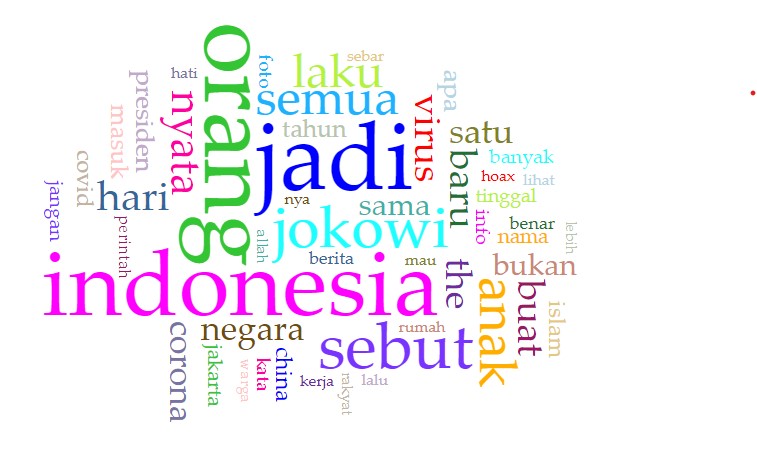 orang
sebar
foto
laku
hati
presiden
apa
semua
nyata
virus
masuk
tahun
satu
jadi
banyak
covid
baru
hoax
lihat
jangan
hari
nya
sama
tinggal
perintah
info
benar
lebih
allah
jokowi
nama
berita
mau
the
bukan
indonesia
anak
buat
islam
corona
negara
rumah
sebut
jakarta
warga
kata
china
kerja
rakyat
lalu